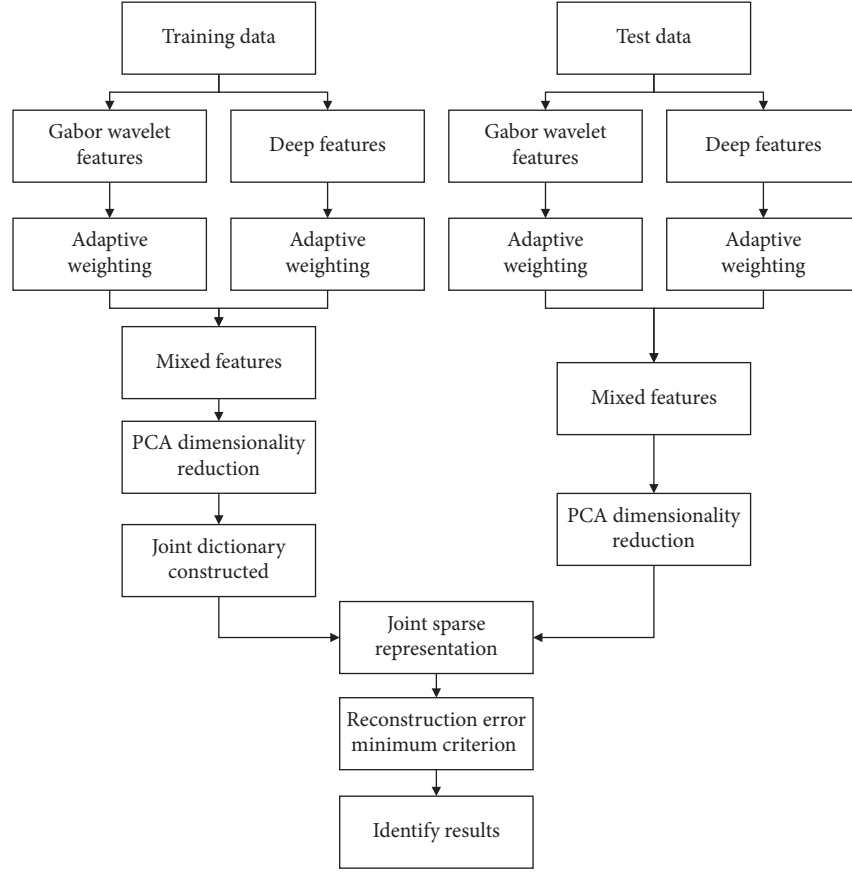 Training data
Test data
Gabor wavelet
features
Deep features
Gabor wavelet
features
Deep features
Adaptive
weighting
Adaptive
weighting
Adaptive
weighting
Adaptive
weighting
Mixed features
Mixed features
PCA dimensionality
reduction
PCA dimensionality
reduction
Joint dictionary
constructed
Joint sparse
representation
Reconstruction error
minimum criterion
Identify results